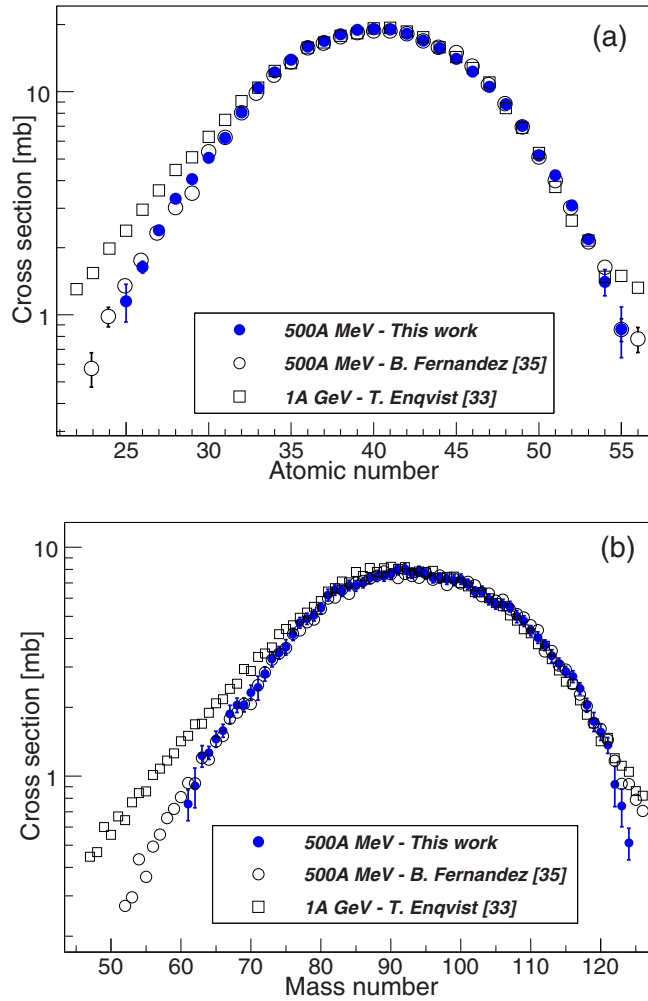 (a)
Cross section [mb]
10
1
500A MeV - This work
500A MeV - B. Fernandez [35]
1A GeV - T. Enqvist [33]
25 30 35 40 45 50 55
Atomic number
(b)
Cross section [mb]
10
1
500A MeV - This work
500A MeV - B. Fernandez [35]
1A GeV - T. Enqvist [33]
50 60 70 80 90 100 110 120
Mass number